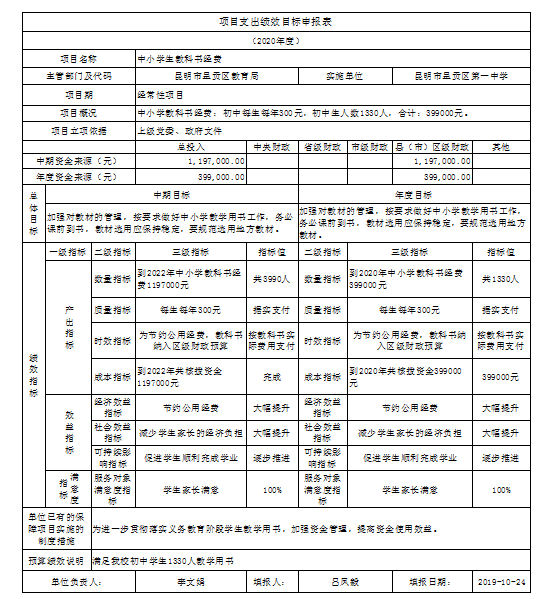 项目支出绩效目标申报表
（2020年度）
项目名称 中小学生教科书经费
主管部门及代码 昆明市呈贡区教育局 实施单位 昆明市呈贡区第一中学
项目期 经常性项目
项目概况 中小学教科书经费：初中每生每年300元，初中生人数1330人，合计：399000元。
项目立项依据 上级党委、政府文件
总投入 中央财政 省级财政 市级财政 县（市）区级财政 其他
中期资金来源（元） 1,197,000.00 1,197,000.00
年度资金来源（元） 399,000.00 399,000.00
总体目标
中期目标 年度目标
加强对教材的管理，按要求做好中小学教学用书工作，务必
课前到书，教材选用应保持稳定，要规范选用地方教材。
加强对教材的管理，按要求做好中小学教学用书工作，
务必课前到书，教材选用应保持稳定，要规范选用地方
教材。
绩效指标
一级指标 二级指标 三级指标 指标值 二级指标 三级指标 指标值
产出指标
数量指标 到2022年中小学教科书经
费1197000元 共3990人 数量指标 到2020年中小学教科书经费
399000元 共1330人
质量指标 每生每年300元 据实支付 质量指标 每生每年300元 据实支付
时效指标 为节约公用经费，教科书
纳入区级财政预算 按教科书实
际费用支付 时效指标 为节约公用经费，教科书纳
入区级财政预算 按教科书实
际费用支付
成本指标 到2022年共核拨资金
1197000元 完成 成本指标 到2020年共核拨资金399000
元 399000元
效益指标
经济效益
指标 节约公用经费 大幅提升 经济效益
指标 节约公用经费 大幅提升
社会效益
指标 减少学生家长的经济负担 大幅提升 社会效益
指标 减少学生家长的经济负担 大幅提升
可持续影
响指标 促进学生顺利完成学业 逐步推进 可持续影
响指标 促进学生顺利完成学业 逐步推进
满意度指标
服务对象
满意度指
标 学生家长满意 100% 服务对象
满意度指
标 学生家长满意 100%
单位已有的保
障项目实施的
制度措施 为进一步贯彻落实义务教育阶段学生教学用书，加强资金管理，提高资金使用效益。
预算绩效说明 满足我校初中学生1330人教学用书
单位负责人： 李文娟 填报人： 吕凤毅 填报日期： 2019-10-24